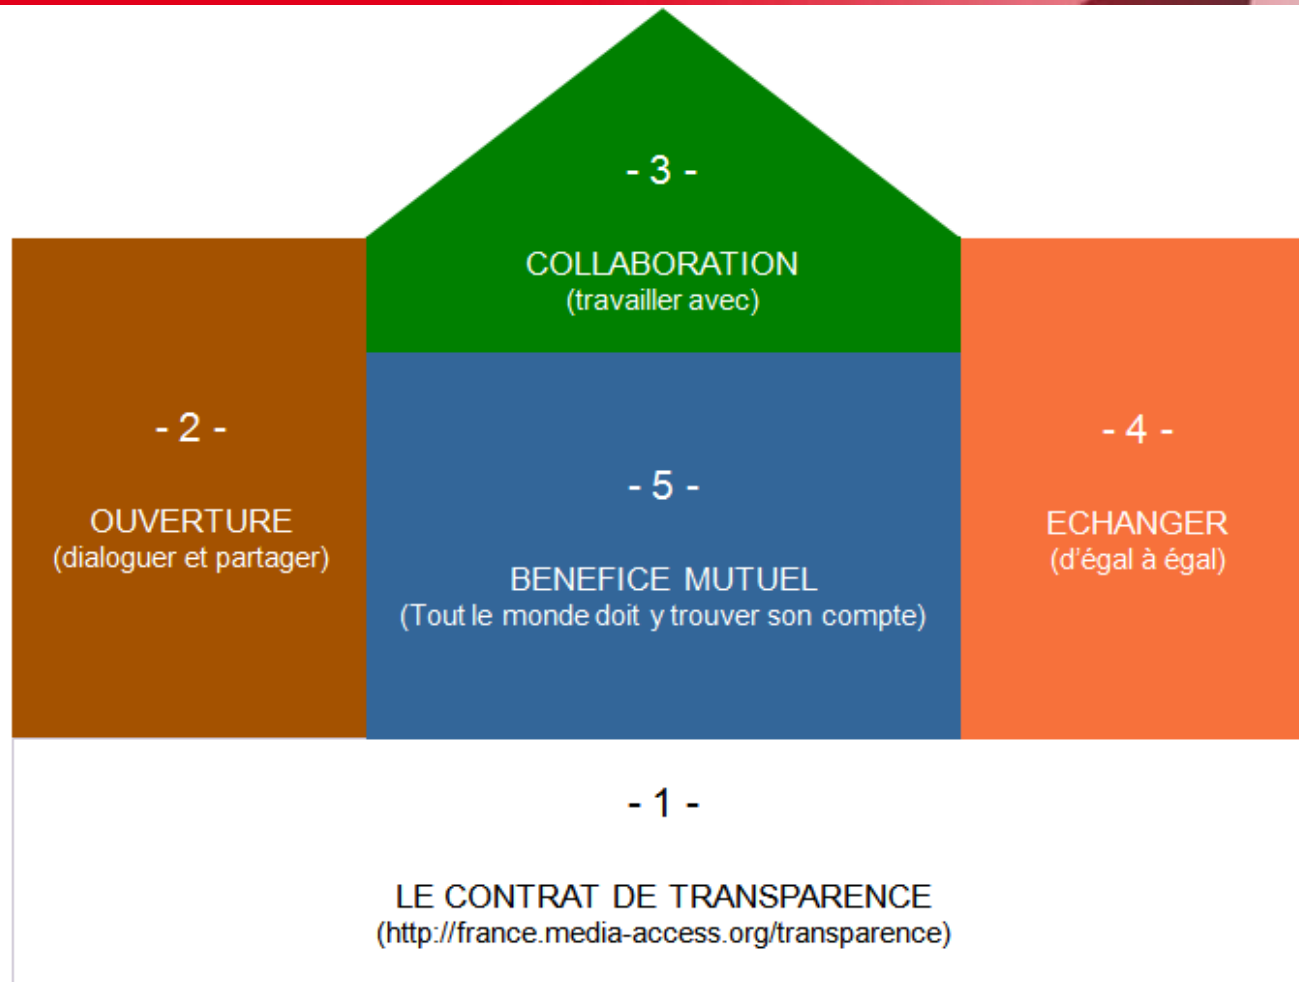 - 3 -
COLLABORATION
(travailler avec)
- 2 -
OUVERTURE
(dialoguer et partager)
- 5 -
BENEFICE MUTUEL
(Tout le monde doit y trouver son compte)
- 4 -
ECHANGER
(d'égal à égal)
- 1 -
LE CONTRAT DE TRANSPARENCE
(http://france.media-access.org/transparence)